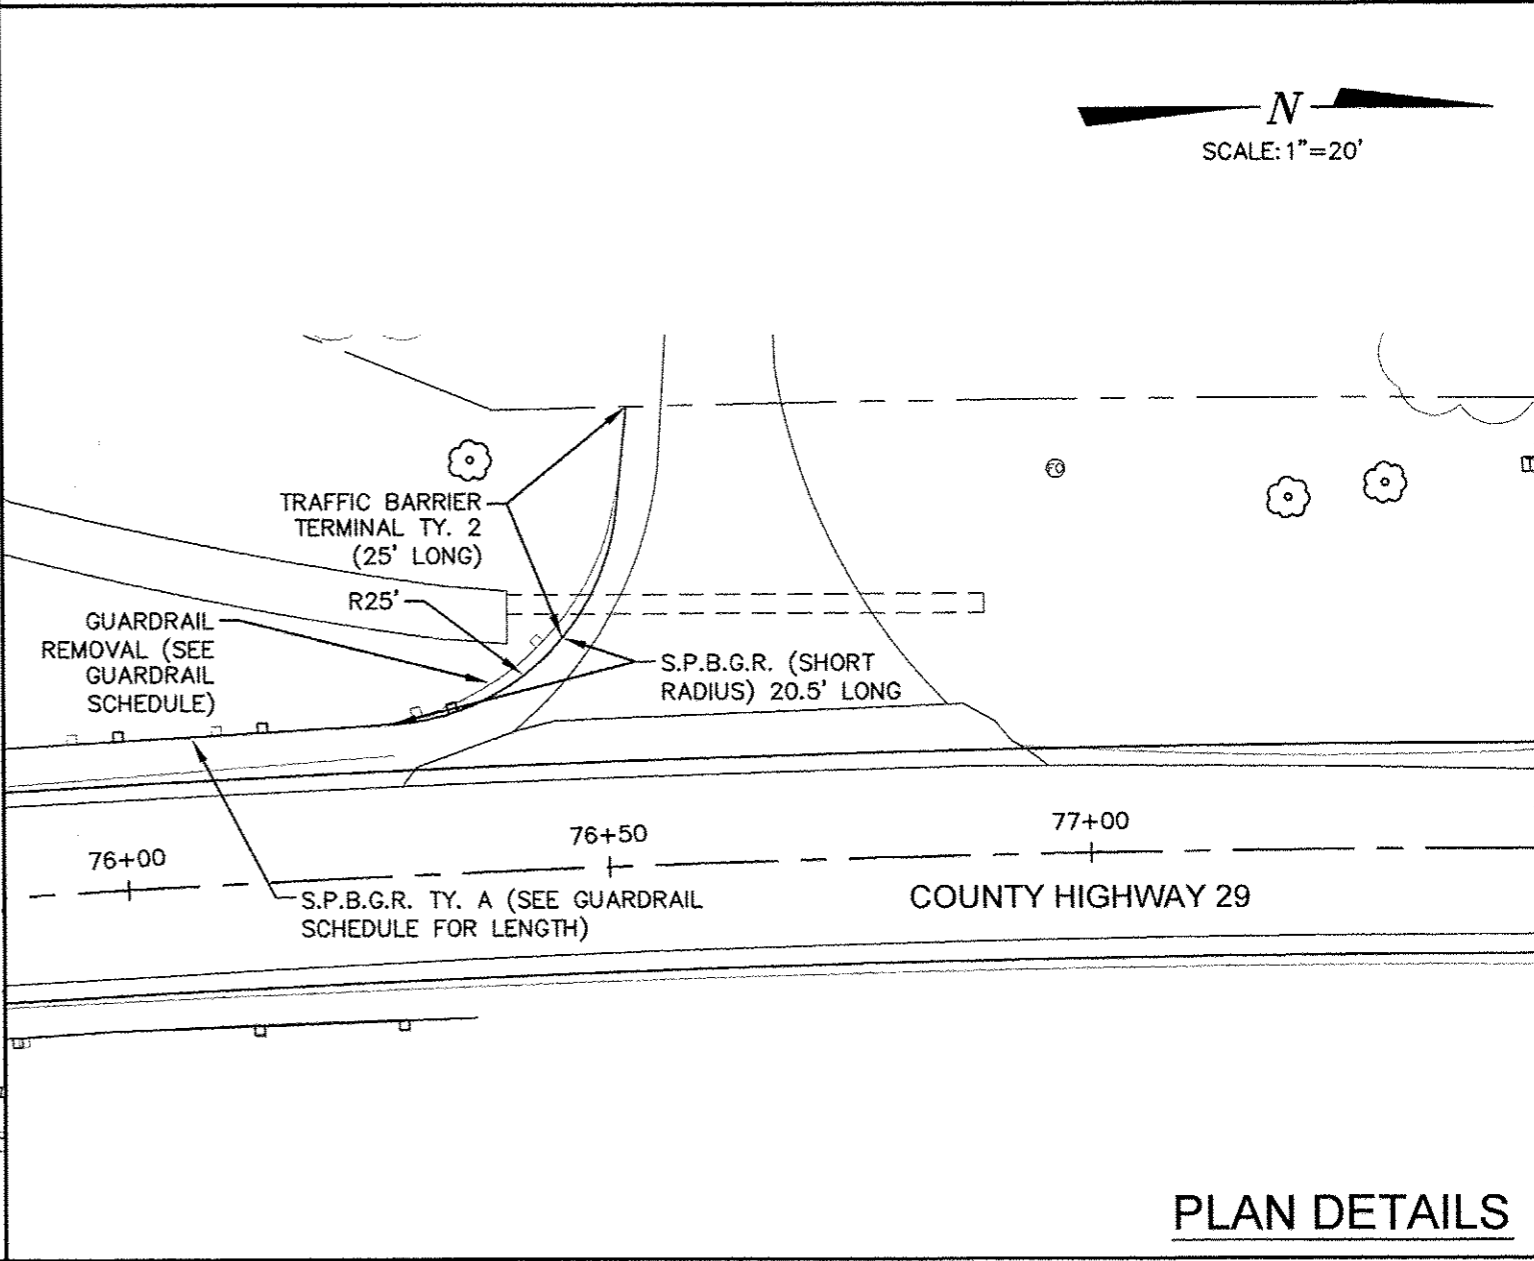 N
SCALE: 1"=20'
TRAFFIC BARRIER
TERMINAL TY. 2
(25' LONG)
R25'
GUARDRAIL
REMOVAL (SEE
GUARDRAIL
SCHEDULE)
FO
S.P.B.G.R. (SHORT
RADIUS) 20.5' LONG
76+00
76+50
77+00
S.P.B.G.R. TY. A (SEE GUARDRAIL
SCHEDULE FOR LENGTH)
COUNTY HIGHWAY 29
PLAN DETAILS